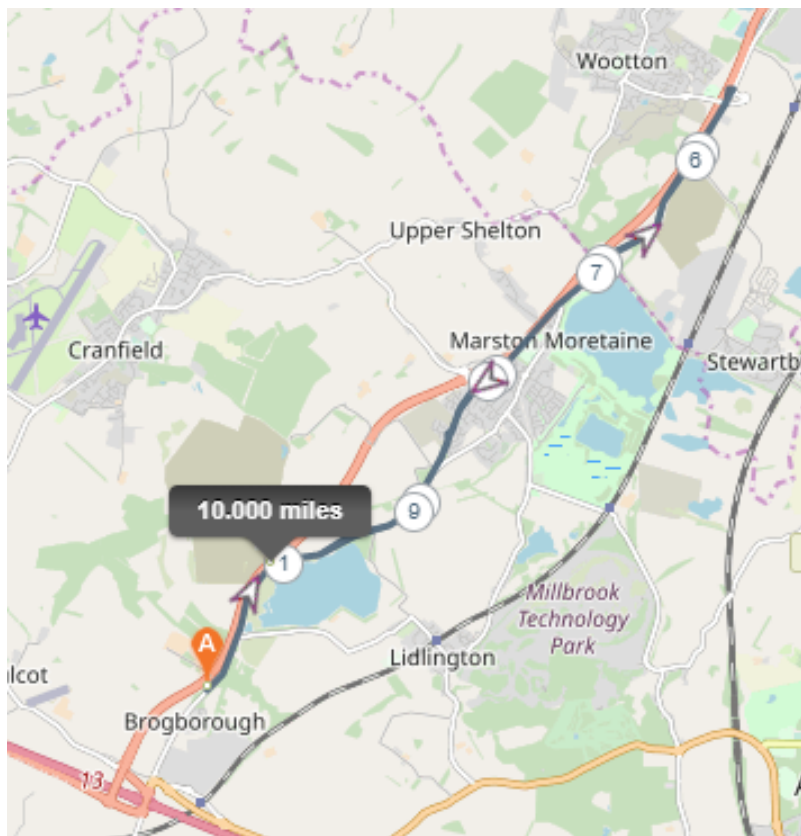 Wootton
6
Upper Shelton
7
Cranfield
Marston Moretaine
Stewartb
10.000 miles
9
1
Millbrook
Technology
Park
A
Lidlington
lcot
Brogborough
13
A